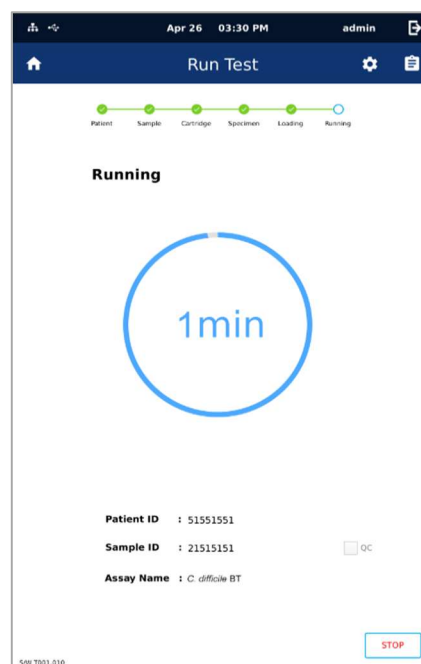 Apr 26 03:30 PM admin
Run Test
Patient Sample Cartridge Specimen Loading Running
Running
1min
Patient ID : 51551551
Sample ID : 21515151 QC
Assay Name : C. difficile BT
STOP
S/W T001.010